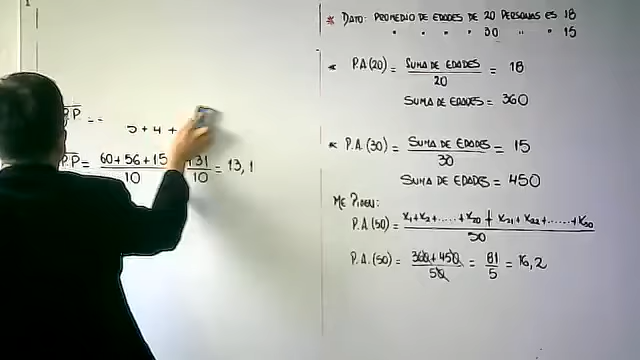 P.P = --
5 + 4 +
P.P = 60+56+15 / 10 131 / 10 = 13,1
* DATO: PROMEDIO DE EDADES DE 20 PERSONAS ES 18
" " " 30 " " 15
* P.A(20) = SUMA DE EDADES / 20 = 18
SUMA DE EDADES = 360
* P.A.(30) = SUMA DE EDADES / 30 = 15
SUMA DE EDADES = 450
ME PIDEN:
P.A.(50) = x1+x2+.....+x20 + x21+x22+......+x50 / 50
P.A.(50) = 360+450 / 50 = 81 / 5 = 16,2